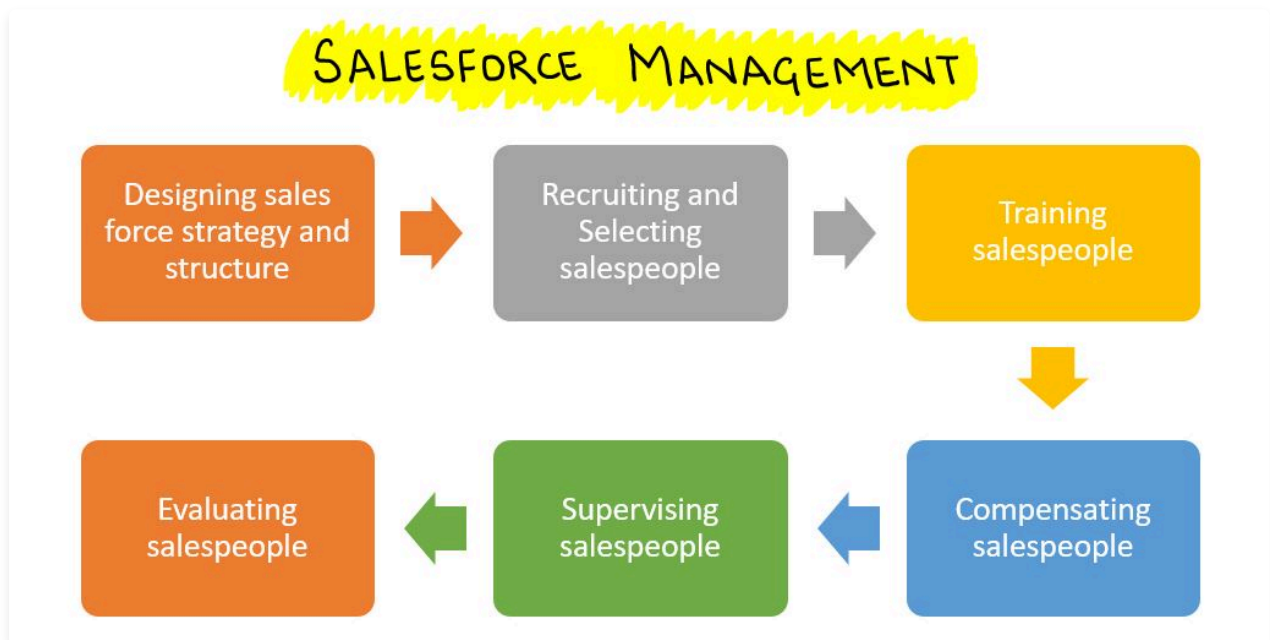 SALESFORCE MANAGEMENT
Designing sales
force strategy and
structure
Recruiting and
Selecting
salespeople
Training
salespeople
Compensating
salespeople
Supervising
salespeople
Evaluating
salespeople